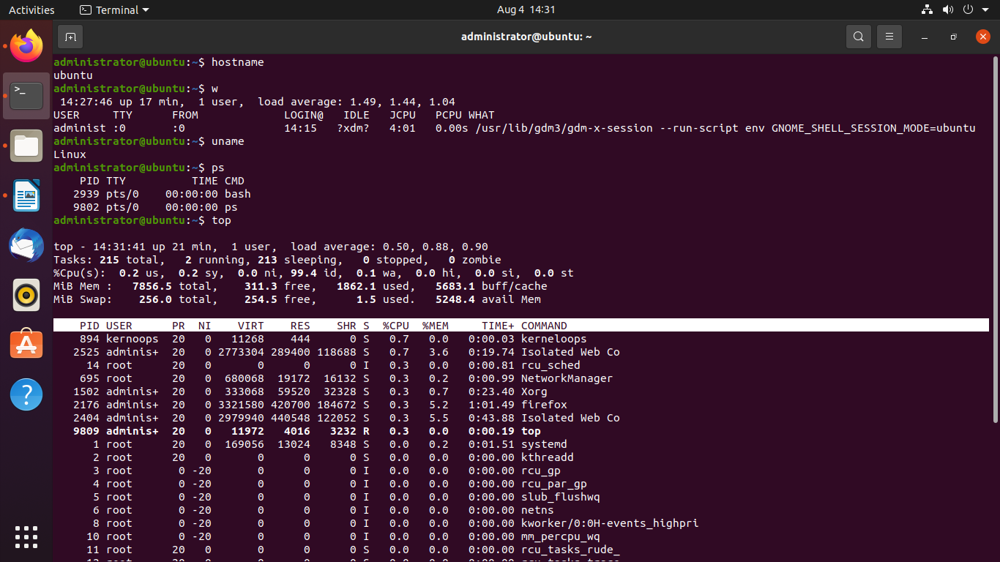 Activities Terminal Aug 4 14:31
administrator@ubuntu: ~
administrator@ubuntu:~$ hostname
ubuntu
administrator@ubuntu:~$ w
 14:27:46 up 17 min,  1 user,  load average: 1.49, 1.44, 1.04
USER     TTY      FROM             LOGIN@   IDLE   JCPU   PCPU WHAT
administ :0       :0               14:15   ?xdm?   4:01   0.00s /usr/lib/gdm3/gdm-x-session --run-script env GNOME_SHELL_SESSION_MODE=ubuntu
administrator@ubuntu:~$ uname
Linux
administrator@ubuntu:~$ ps
    PID TTY          TIME CMD
   2939 pts/0    00:00:00 bash
   9802 pts/0    00:00:00 ps
administrator@ubuntu:~$ top
top - 14:31:41 up 21 min,  1 user,  load average: 0.50, 0.88, 0.90
Tasks: 215 total,   2 running, 213 sleeping,   0 stopped,   0 zombie
%Cpu(s):  0.2 us,  0.2 sy,  0.0 ni, 99.4 id,  0.1 wa,  0.0 hi,  0.0 si,  0.0 st
MiB Mem :   7856.5 total,    311.3 free,   1862.1 used,   5683.1 buff/cache
MiB Swap:    256.0 total,    254.5 free,      1.5 used.   5248.4 avail Mem
    PID USER      PR  NI    VIRT    RES    SHR S  %CPU  %MEM     TIME+ COMMAND
    894 kernoops  20   0   11268    444      0 S   0.7   0.0   0:00.03 kerneloops
   2525 adminis+  20   0 2773304 289400 118688 S   0.7   3.6   0:19.74 Isolated Web Co
     14 root      20   0       0      0      0 I   0.3   0.0   0:00.81 rcu_sched
    695 root      20   0  680068  19172  16132 S   0.3   0.2   0:00.99 NetworkManager
   1502 adminis+  20   0  333068  59520  32328 S   0.3   0.7   0:23.40 Xorg
   2176 adminis+  20   0 3321580 420700 184672 S   0.3   5.2   1:01.49 firefox
   2404 adminis+  20   0 2979940 440548 122052 S   0.3   5.5   0:43.88 Isolated Web Co
   9809 adminis+  20   0   11972   4016   3232 R   0.3   0.0   0:00.19 top
      1 root      20   0  169056  13024   8348 S   0.0   0.2   0:01.51 systemd
      2 root      20   0       0      0      0 S   0.0   0.0   0:00.00 kthreadd
      3 root       0 -20       0      0      0 I   0.0   0.0   0:00.00 rcu_gp
      4 root       0 -20       0      0      0 I   0.0   0.0   0:00.00 rcu_par_gp
      5 root       0 -20       0      0      0 I   0.0   0.0   0:00.00 slub_flushwq
      6 root       0 -20       0      0      0 I   0.0   0.0   0:00.00 netns
      8 root       0 -20       0      0      0 I   0.0   0.0   0:00.00 kworker/0:0H-events_highpri
     10 root       0 -20       0      0      0 I   0.0   0.0   0:00.00 mm_percpu_wq
     11 root      20   0       0      0      0 S   0.0   0.0   0:00.00 rcu_tasks_rude_